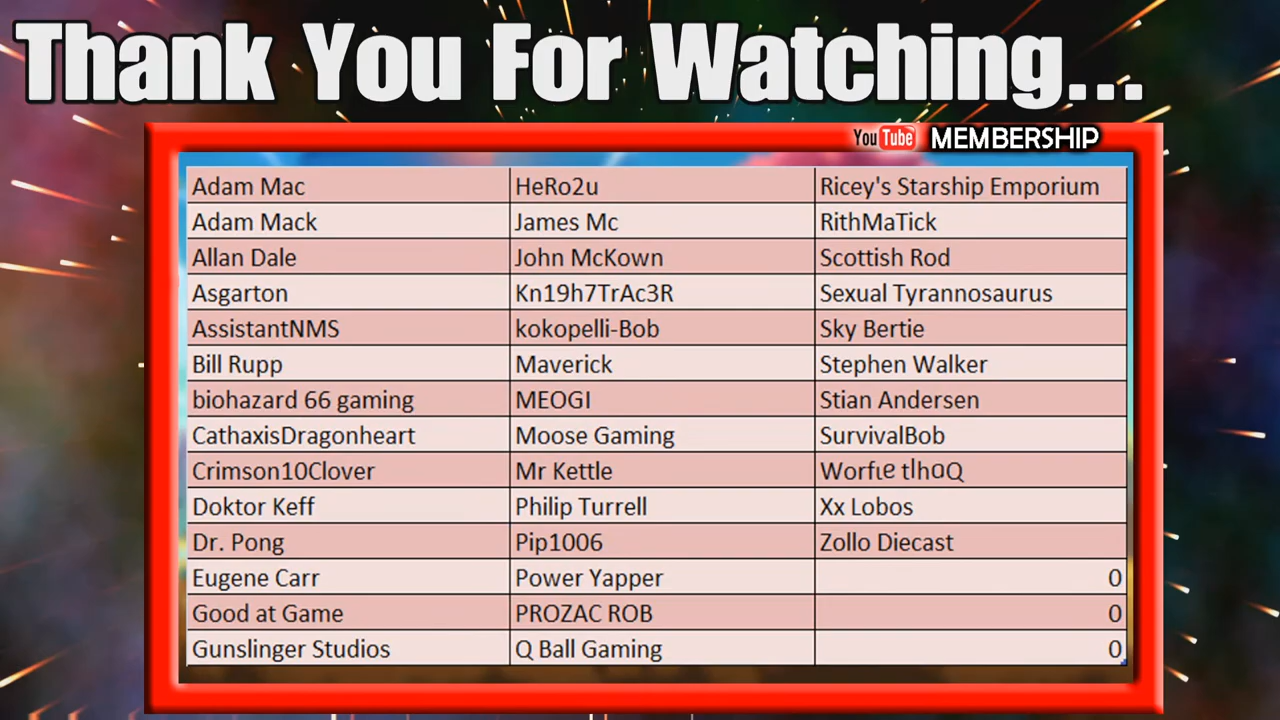 Thank You For Watching...
YouTube MEMBERSHIP
Adam Mac HeRo2u Ricey's Starship Emporium
Adam Mack James Mc RithMaTick
Allan Dale John McKown Scottish Rod
Asgarton Kn19h7TrAc3R Sexual Tyrannosaurus
AssistantNMS kokopelli-Bob Sky Bertie
Bill Rupp Maverick Stephen Walker
biohazard 66 gaming MEOGI Stian Andersen
CathaxisDragonheart Moose Gaming SurvivalBob
Crimson10Clover Mr Kettle Worfιe tlhaQ
Doktor Keff Philip Turrell Xx Lobos
Dr. Pong Pip1006 Zollo Diecast
Eugene Carr Power Yapper 0
Good at Game PROZAC ROB 0
Gunslinger Studios Q Ball Gaming 0